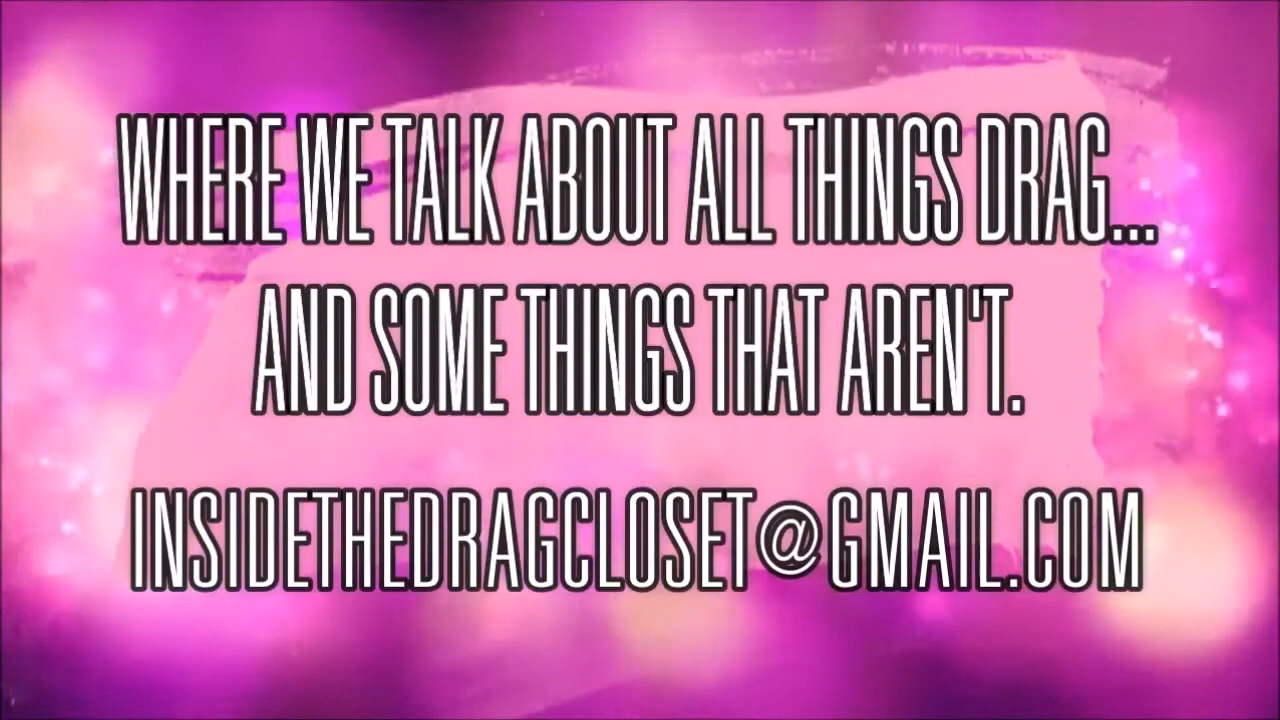 WHERE WE TALK ABOUT ALL THINGS DRAG...
AND SOME THINGS THAT AREN'T.
INSIDETHEDRAGCLOSET@GMAIL.COM